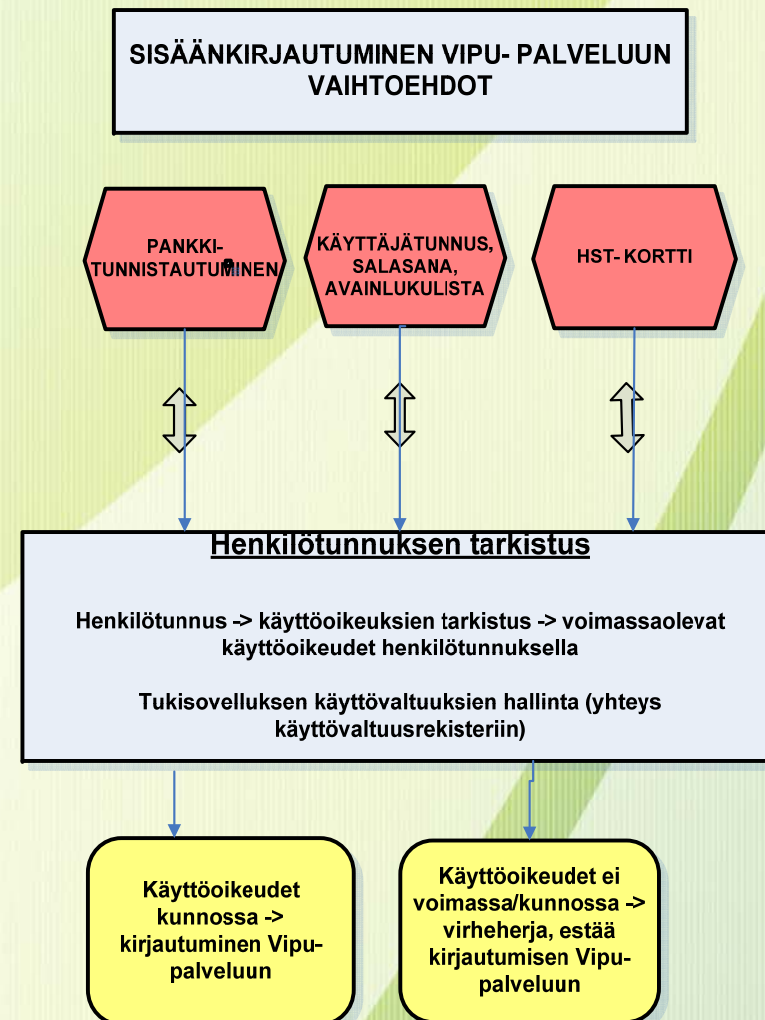 SISÄÄNKIRJAUTUMINEN VIPU- PALVELUUN
VAIHTOEHDOT
PANKKI-
TUNNISTAUTUMINEN
KÄYTTÄJÄTUNNUS,
SALASANA,
AVAINLUKULISTA
HST- KORTTI
Henkilötunnuksen tarkistus
Henkilötunnus -> käyttöoikeuksien tarkistus -> voimassaolevat
käyttöoikeudet henkilötunnuksella
Tukisovelluksen käyttövaltuuksien hallinta (yhteys
käyttövaltuusrekisteriin)
Käyttöoikeudet
kunnossa ->
kirjautuminen Vipu-
palveluun
Käyttöoikeudet ei
voimassa/kunnossa ->
virheherja, estää
kirjautumisen Vipu-
palveluun